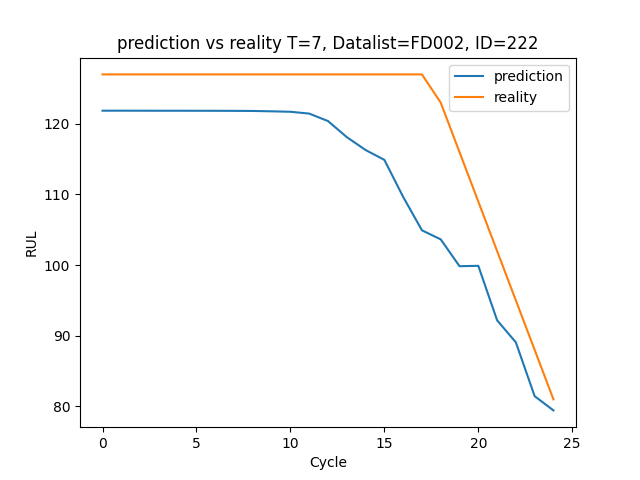 prediction vs reality T=7, Datalist=FD002, ID=222
prediction
reality
RUL
120
110
100
90
80
0 5 10 15 20 25
Cycle